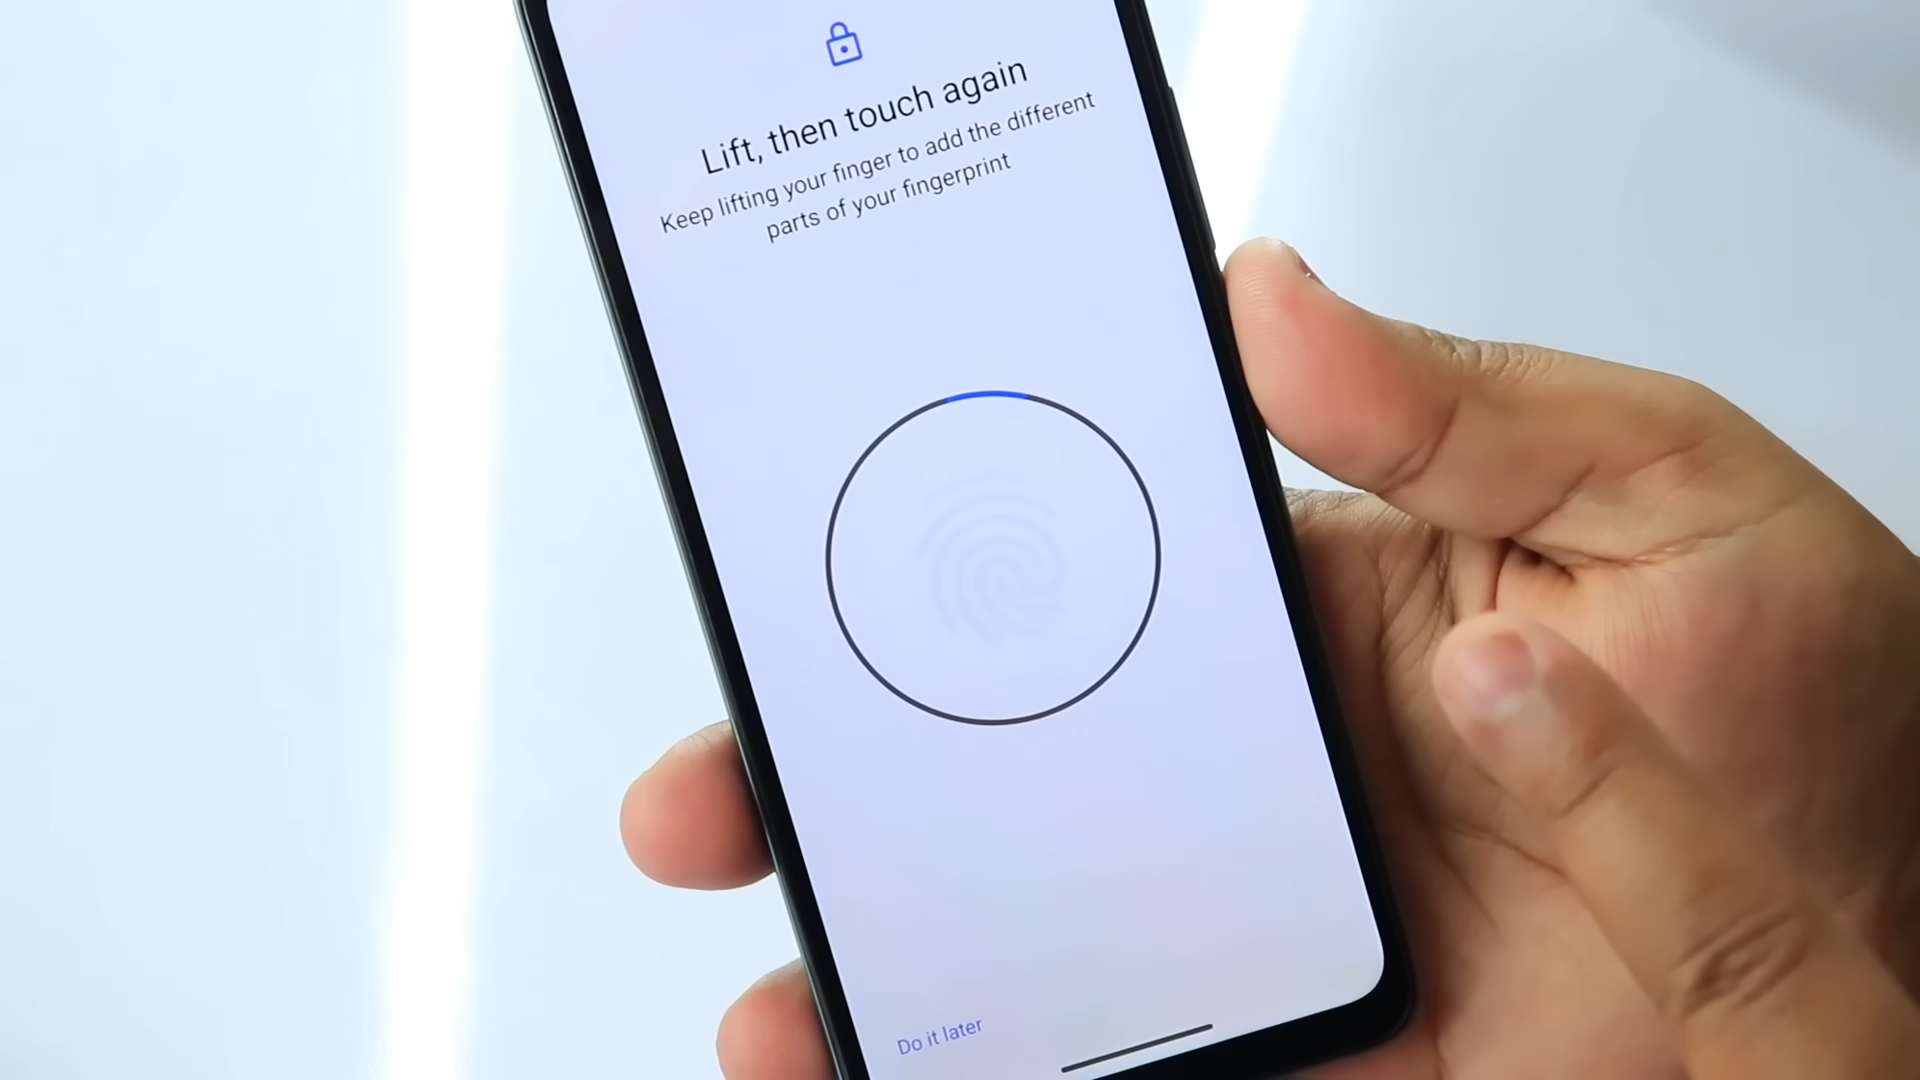 Lift, then touch again
Keep lifting your finger to add the different
parts of your fingerprint
Do it later